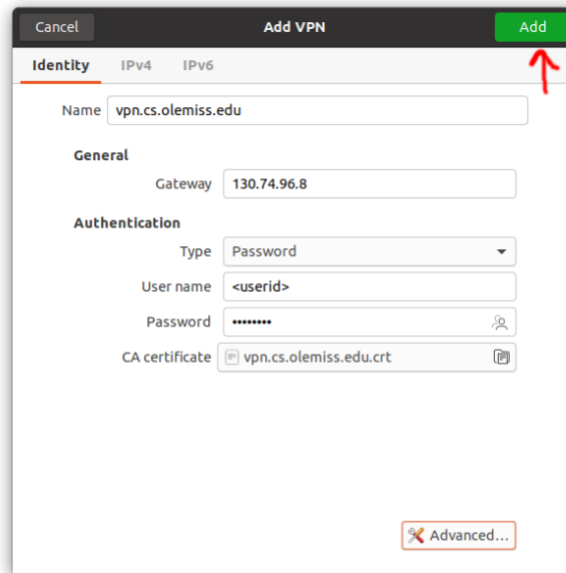 Cancel Add VPN Add
Identity IPv4 IPv6
Name vpn.cs.olemiss.edu
General
Gateway 130.74.96.8
Authentication
Type Password
User name <userid>
Password ••••••••
CA certificate vpn.cs.olemiss.edu.crt
Advanced...